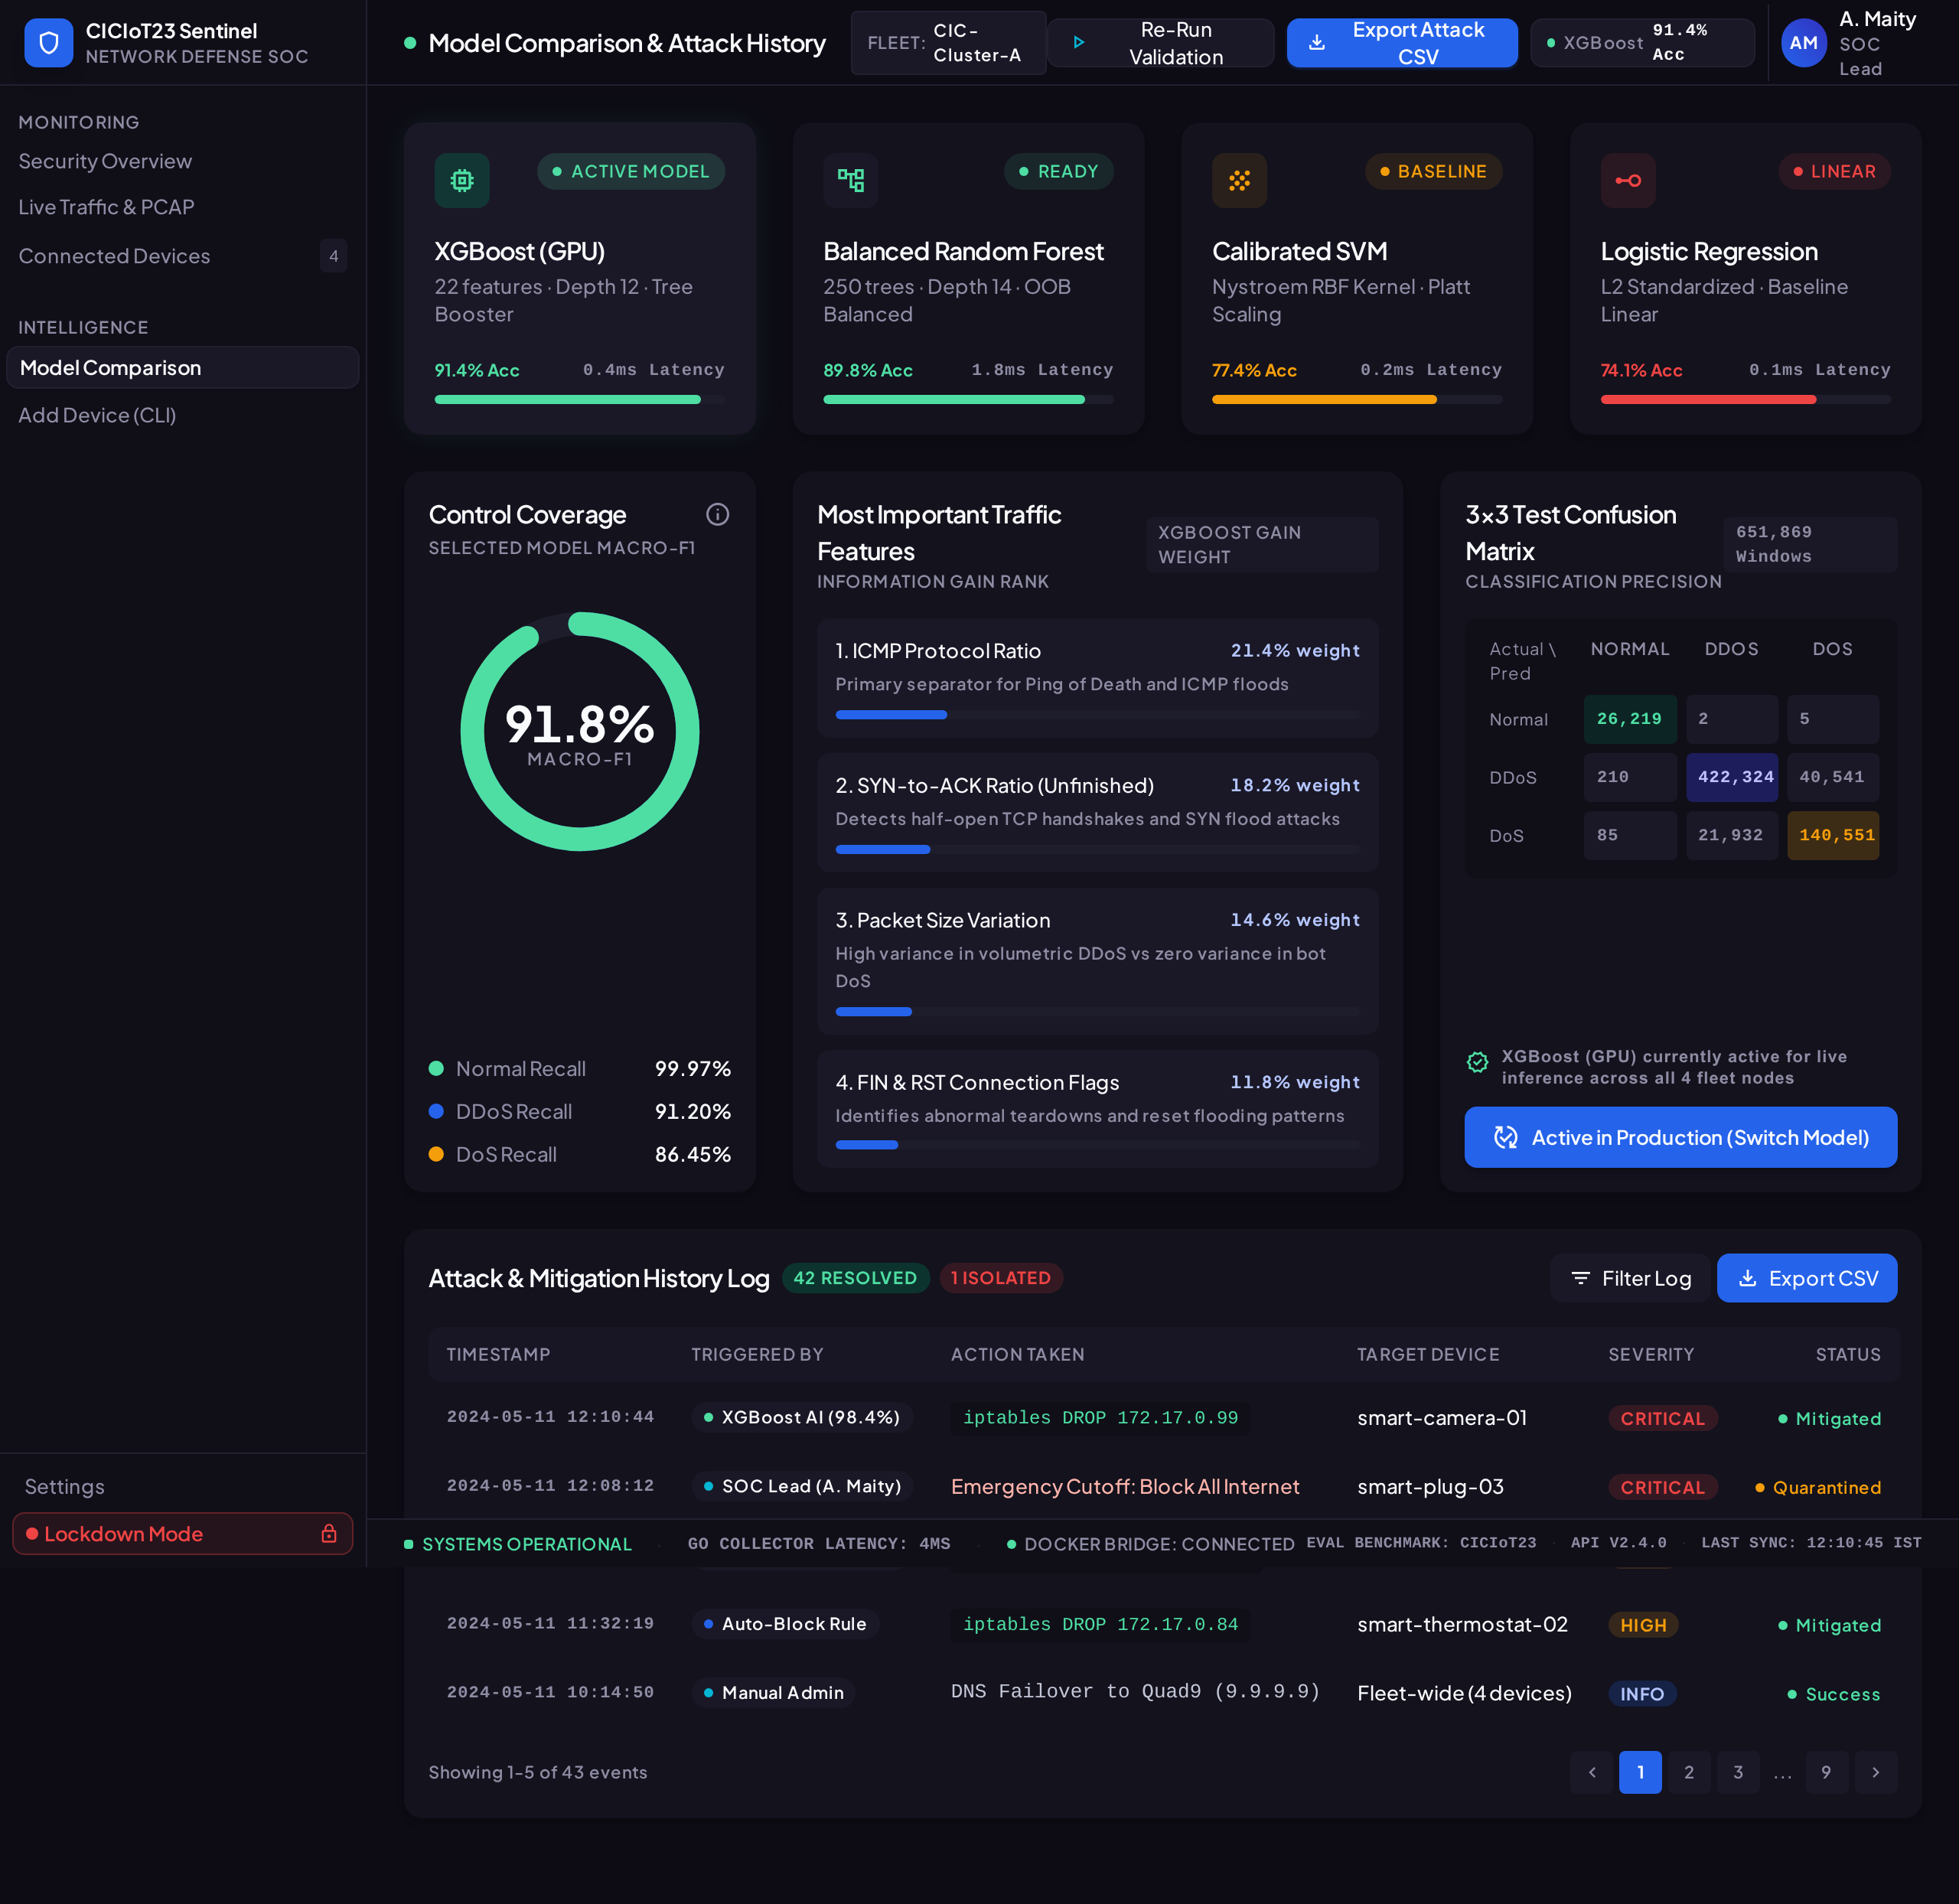 CICIoT23 Sentinel
NETWORK DEFENSE SOC
MONITORING
Security Overview
Live Traffic & PCAP
Connected Devices 4
INTELLIGENCE
Model Comparison
Add Device (CLI)
Settings
Lockdown Mode
Model Comparison & Attack History
FLEET: CIC-
Cluster-A
Re-Run
Validation
Export Attack
CSV
XGBoost 91.4%
Acc
AM
A. Maity
SOC
Lead
ACTIVE MODEL
XGBoost (GPU)
22 features · Depth 12 · Tree
Booster
91.4% Acc 0.4ms Latency
READY
Balanced Random Forest
250 trees · Depth 14 · OOB
Balanced
89.8% Acc 1.8ms Latency
BASELINE
Calibrated SVM
Nystroem RBF Kernel · Platt
Scaling
77.4% Acc 0.2ms Latency
LINEAR
Logistic Regression
L2 Standardized · Baseline
Linear
74.1% Acc 0.1ms Latency
Control Coverage
SELECTED MODEL MACRO-F1
91.8%
MACRO-F1
Normal Recall 99.97%
DDoS Recall 91.20%
DoS Recall 86.45%
Most Important Traffic
Features
INFORMATION GAIN RANK
XGBOOST GAIN
WEIGHT
1. ICMP Protocol Ratio 21.4% weight
Primary separator for Ping of Death and ICMP floods
2. SYN-to-ACK Ratio (Unfinished) 18.2% weight
Detects half-open TCP handshakes and SYN flood attacks
3. Packet Size Variation 14.6% weight
High variance in volumetric DDoS vs zero variance in bot
DoS
4. FIN & RST Connection Flags 11.8% weight
Identifies abnormal teardowns and reset flooding patterns
3×3 Test Confusion
Matrix
CLASSIFICATION PRECISION
651,869
Windows
Actual \
Pred
NORMAL DDOS DOS
Normal 26,219 2 5
DDoS 210 422,324 40,541
DoS 85 21,932 140,551
XGBoost (GPU) currently active for live
inference across all 4 fleet nodes
Active in Production (Switch Model)
Attack & Mitigation History Log 42 RESOLVED 1 ISOLATED
Filter Log Export CSV
TIMESTAMP TRIGGERED BY ACTION TAKEN TARGET DEVICE SEVERITY STATUS
2024-05-11 12:10:44 XGBoost AI (98.4%) iptables DROP 172.17.0.99 smart-camera-01 CRITICAL Mitigated
2024-05-11 12:08:12 SOC Lead (A. Maity) Emergency Cutoff: Block All Internet smart-plug-03 CRITICAL Quarantined
SYSTEMS OPERATIONAL · GO COLLECTOR LATENCY: 4MS · DOCKER BRIDGE: CONNECTED EVAL BENCHMARK: CICIoT23 · API V2.4.0 · LAST SYNC: 12:10:45 IST
2024-05-11 11:32:19 Auto-Block Rule iptables DROP 172.17.0.84 smart-thermostat-02 HIGH Mitigated
2024-05-11 10:14:50 Manual Admin DNS Failover to Quad9 (9.9.9.9) Fleet-wide (4 devices) INFO Success
Showing 1-5 of 43 events
1 2 3 ... 9